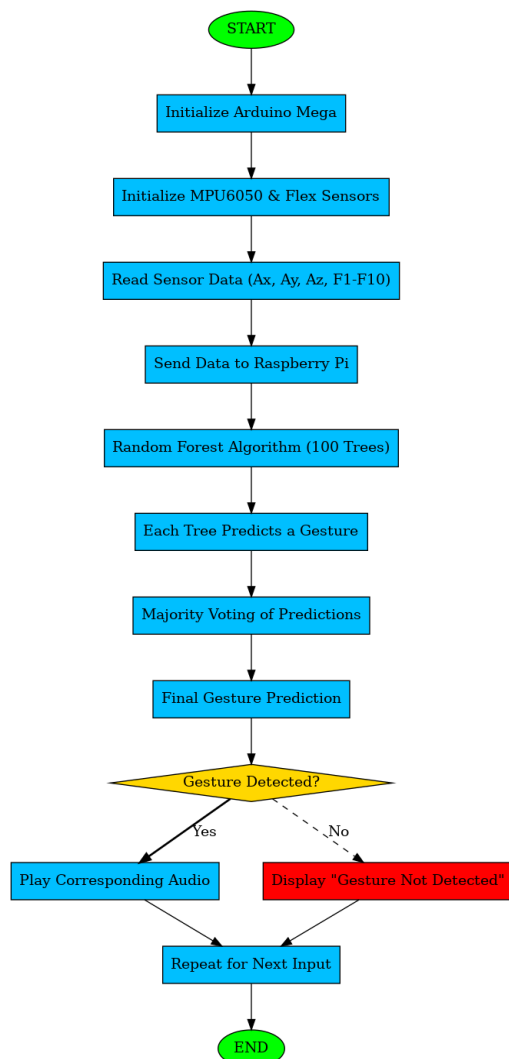 START
Initialize Arduino Mega
Initialize MPU6050 & Flex Sensors
Read Sensor Data (Ax, Ay, Az, F1-F10)
Send Data to Raspberry Pi
Random Forest Algorithm (100 Trees)
Each Tree Predicts a Gesture
Majority Voting of Predictions
Final Gesture Prediction
Gesture Detected?
Yes
No
Play Corresponding Audio
Display "Gesture Not Detected"
Repeat for Next Input
END